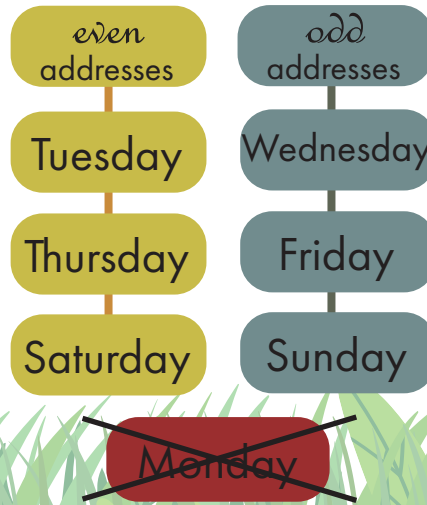 even
addresses
Tuesday
Thursday
Saturday
odd
addresses
Wednesday
Friday
Sunday
Monday